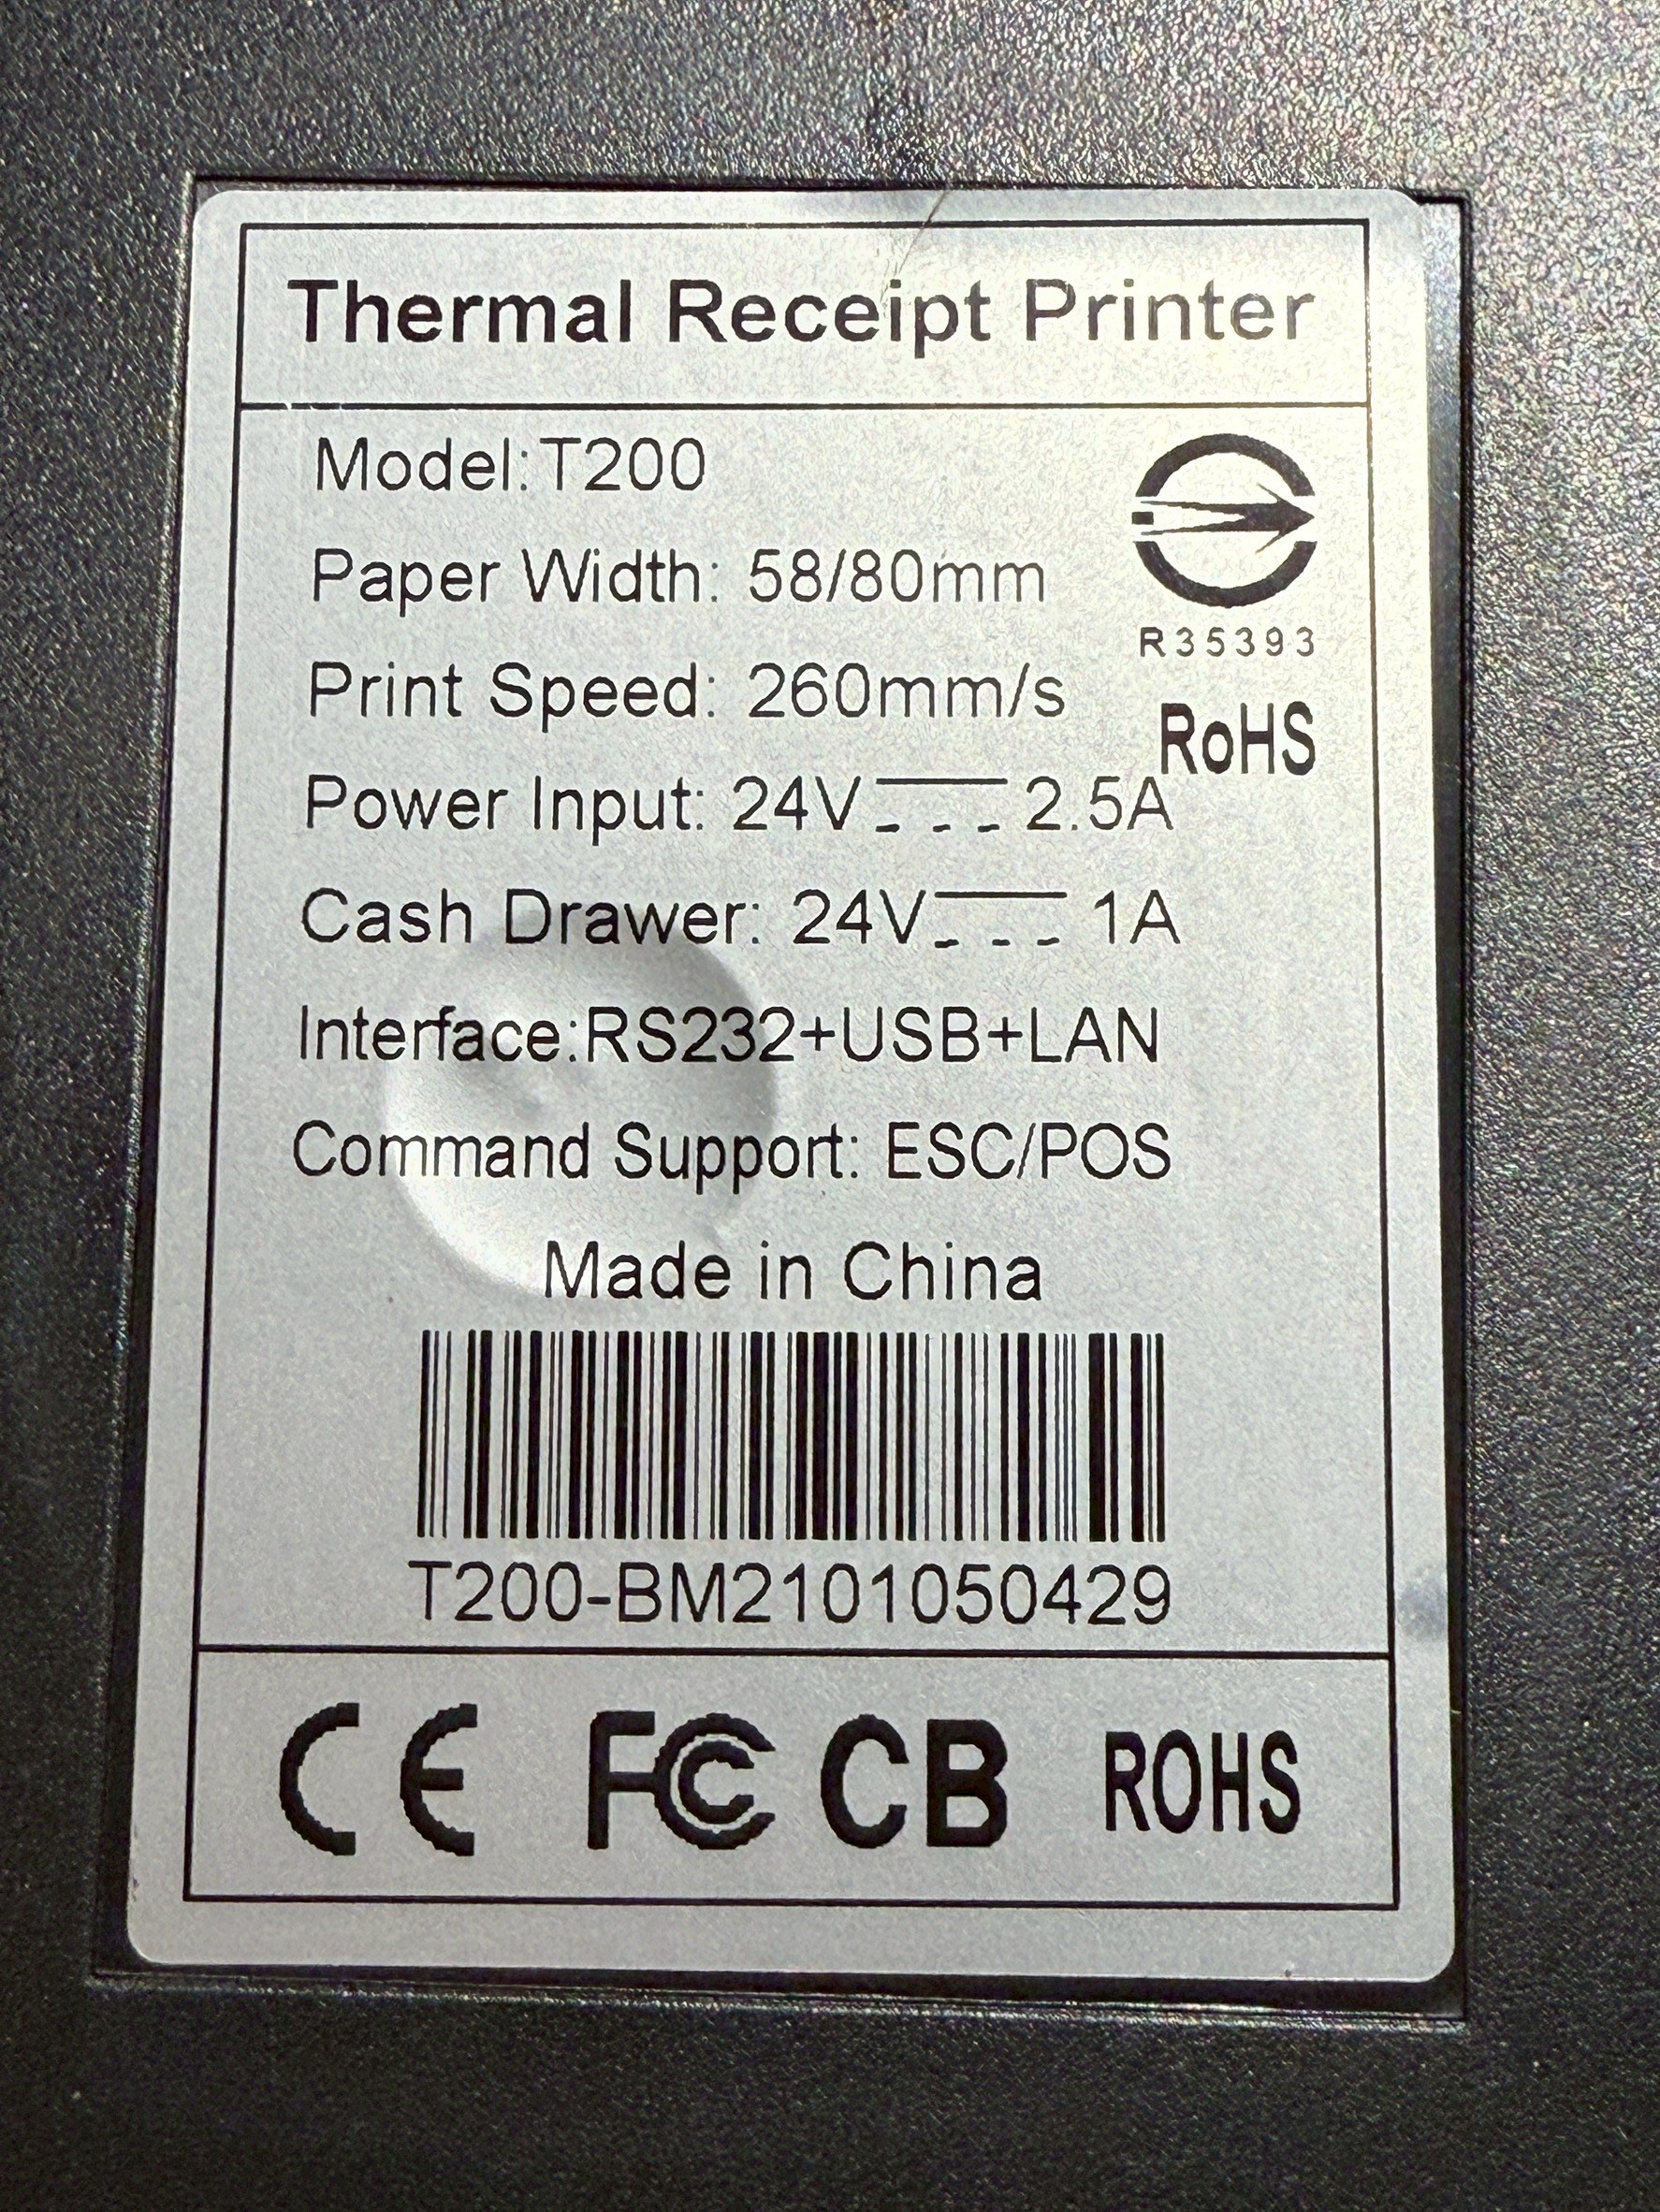 Thermal Receipt Printer
Model:T200
Paper Width: 58/80mm
R35393
Print Speed: 260mm/s
RoHS
Power Input: 24V⎓2.5A
Cash Drawer: 24V⎓ 1A
Interface:RS232+USB+LAN
Command Support: ESC/POS
Made in China
T200-BM2101050429
CE FC CB ROHS